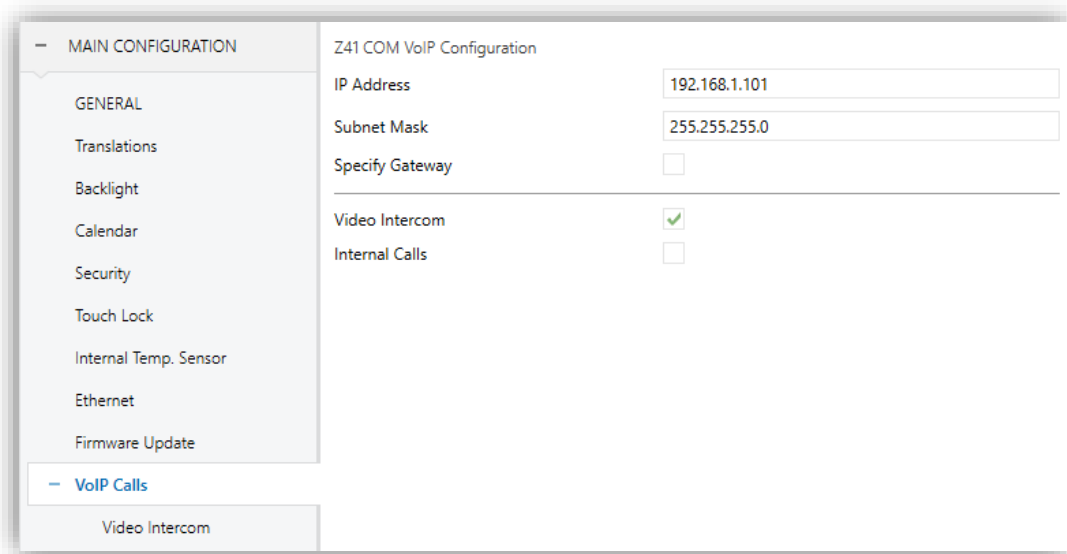 − MAIN CONFIGURATION
GENERAL
Translations
Backlight
Calendar
Security
Touch Lock
Internal Temp. Sensor
Ethernet
Firmware Update
− VoIP Calls
Video Intercom
Z41 COM VoIP Configuration
IP Address 192.168.1.101
Subnet Mask 255.255.255.0
Specify Gateway
Video Intercom
Internal Calls